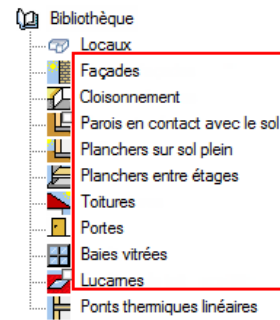 Bibliothèque
Locaux
Façades
Cloisonnement
Parois en contact avec le sol
Planchers sur sol plein
Planchers entre étages
Toitures
Portes
Baies vitrées
Lucarnes
Ponts thermiques linéaires